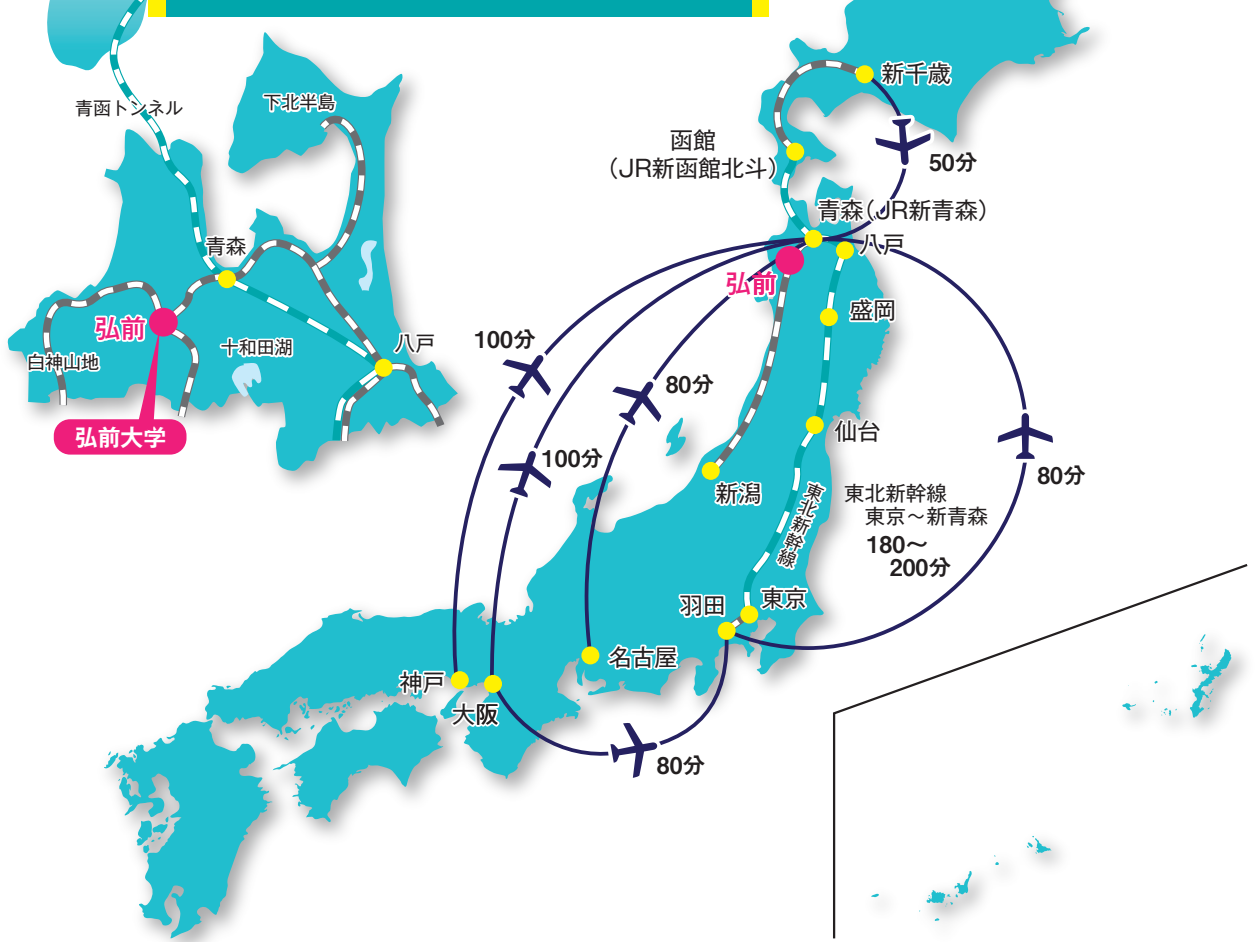 青函トンネル
下北半島
青森
弘前
白神山地
十和田湖
八戸
弘前大学
新千歳
函館
（JR新函館北斗）
50分
青森（JR新青森）
八戸
弘前
盛岡
100分
80分
仙台
100分
80分
新潟
東北新幹線
東北新幹線
東京～新青森
180～
200分
羽田
東京
名古屋
神戸
大阪
80分